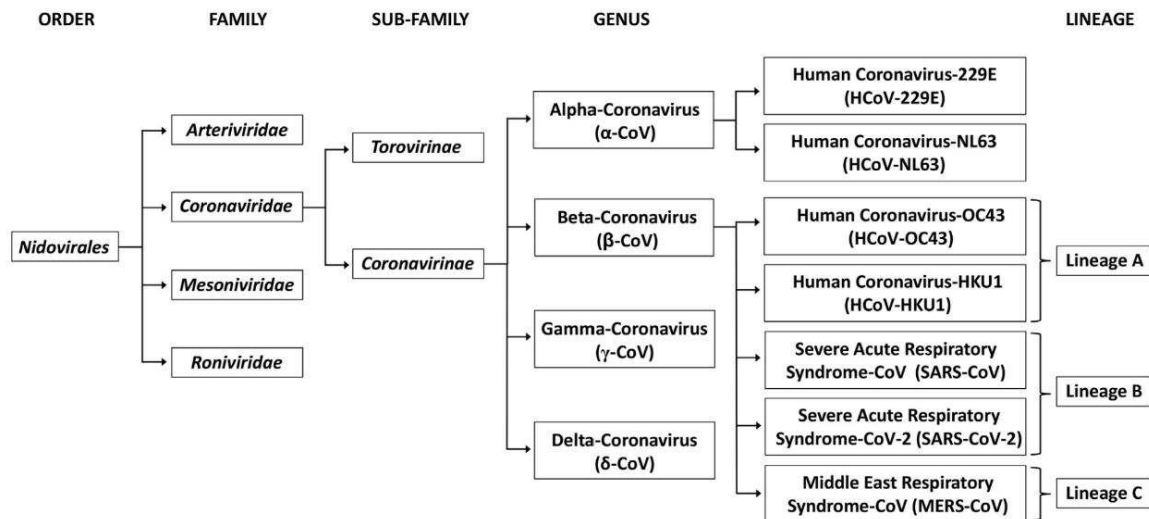 ORDER
FAMILY
SUB-FAMILY
GENUS
LINEAGE
Nidovirales
Arteriviridae
Coronaviridae
Mesoniviridae
Roniviridae
Torovirinae
Coronavirinae
Alpha-Coronavirus
(α-CoV)
Beta-Coronavirus
(β-CoV)
Gamma-Coronavirus
(γ-CoV)
Delta-Coronavirus
(δ-CoV)
Human Coronavirus-229E
(HCoV-229E)
Human Coronavirus-NL63
(HCoV-NL63)
Human Coronavirus-OC43
(HCoV-OC43)
Human Coronavirus-HKU1
(HCoV-HKU1)
Severe Acute Respiratory
Syndrome-CoV (SARS-CoV)
Severe Acute Respiratory
Syndrome-CoV-2 (SARS-CoV-2)
Middle East Respiratory
Syndrome-CoV (MERS-CoV)
Lineage A
Lineage B
Lineage C